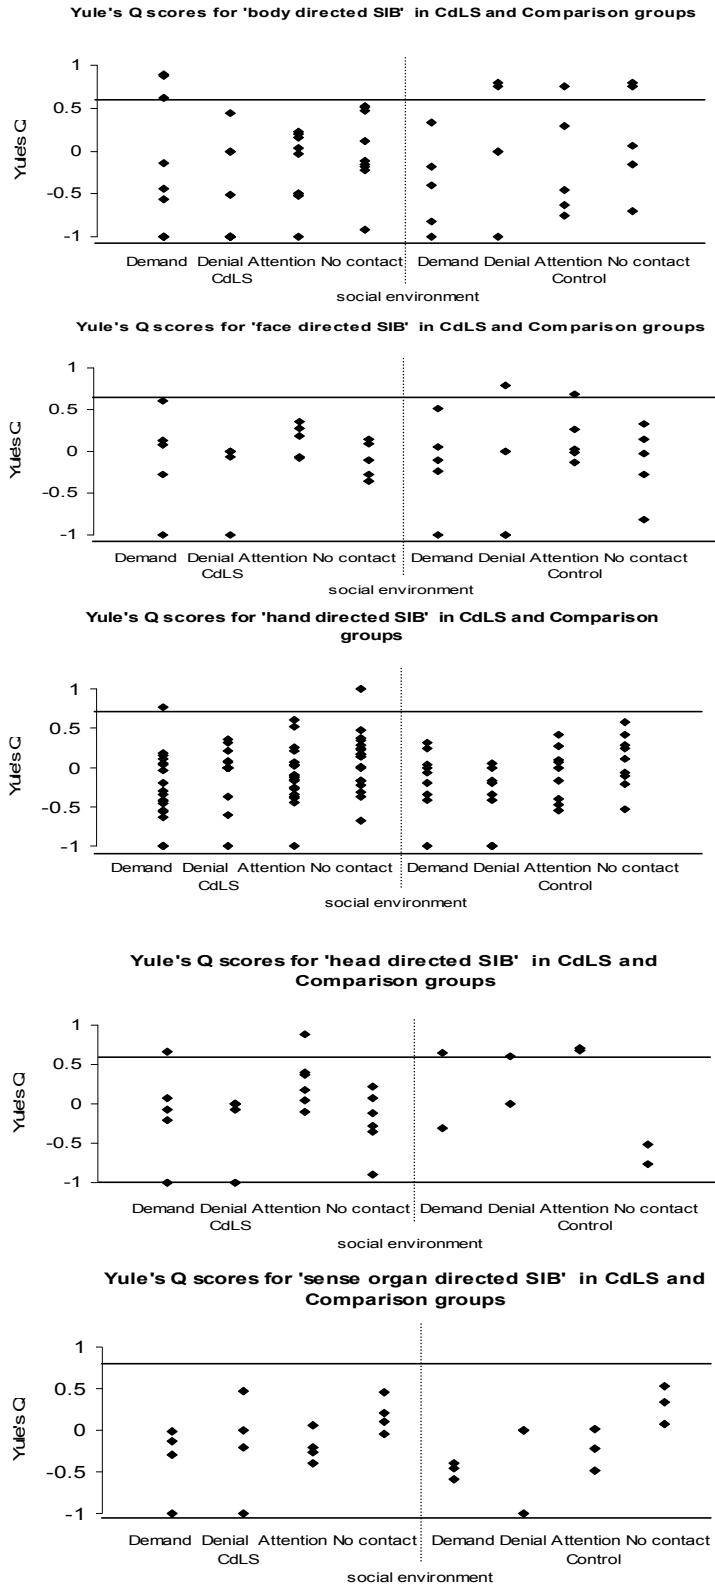 Yule's Q scores for 'body directed SIB' in CdLS and Comparison groups
1
0.5
0
-0.5
-1
Yule's Q
Demand Denial Attention No contact Demand Denial Attention No contact
CdLS Control
social environment
Yule's Q scores for 'face directed SIB' in CdLS and Comparison groups
1
0.5
0
-0.5
-1
Yule's Q
Demand Denial Attention No contact Demand Denial Attention No contact
CdLS Control
social environment
Yule's Q scores for 'hand directed SIB' in CdLS and Comparison
groups
1
0.5
0
-0.5
-1
Yule's Q
Demand Denial Attention No contact Demand Denial Attention No contact
CdLS Control
social environment
Yule's Q scores for 'head directed SIB' in CdLS and
Comparison groups
1
0.5
0
-0.5
-1
Yule's Q
Demand Denial Attention No contact Demand Denial Attention No contact
CdLS Control
social environment
Yule's Q scores for 'sense organ directed SIB' in CdLS and
Comparison groups
1
0.5
0
-0.5
-1
Yule's Q
Demand Denial Attention No contact Demand Denial Attention No contact
CdLS Control
social environment